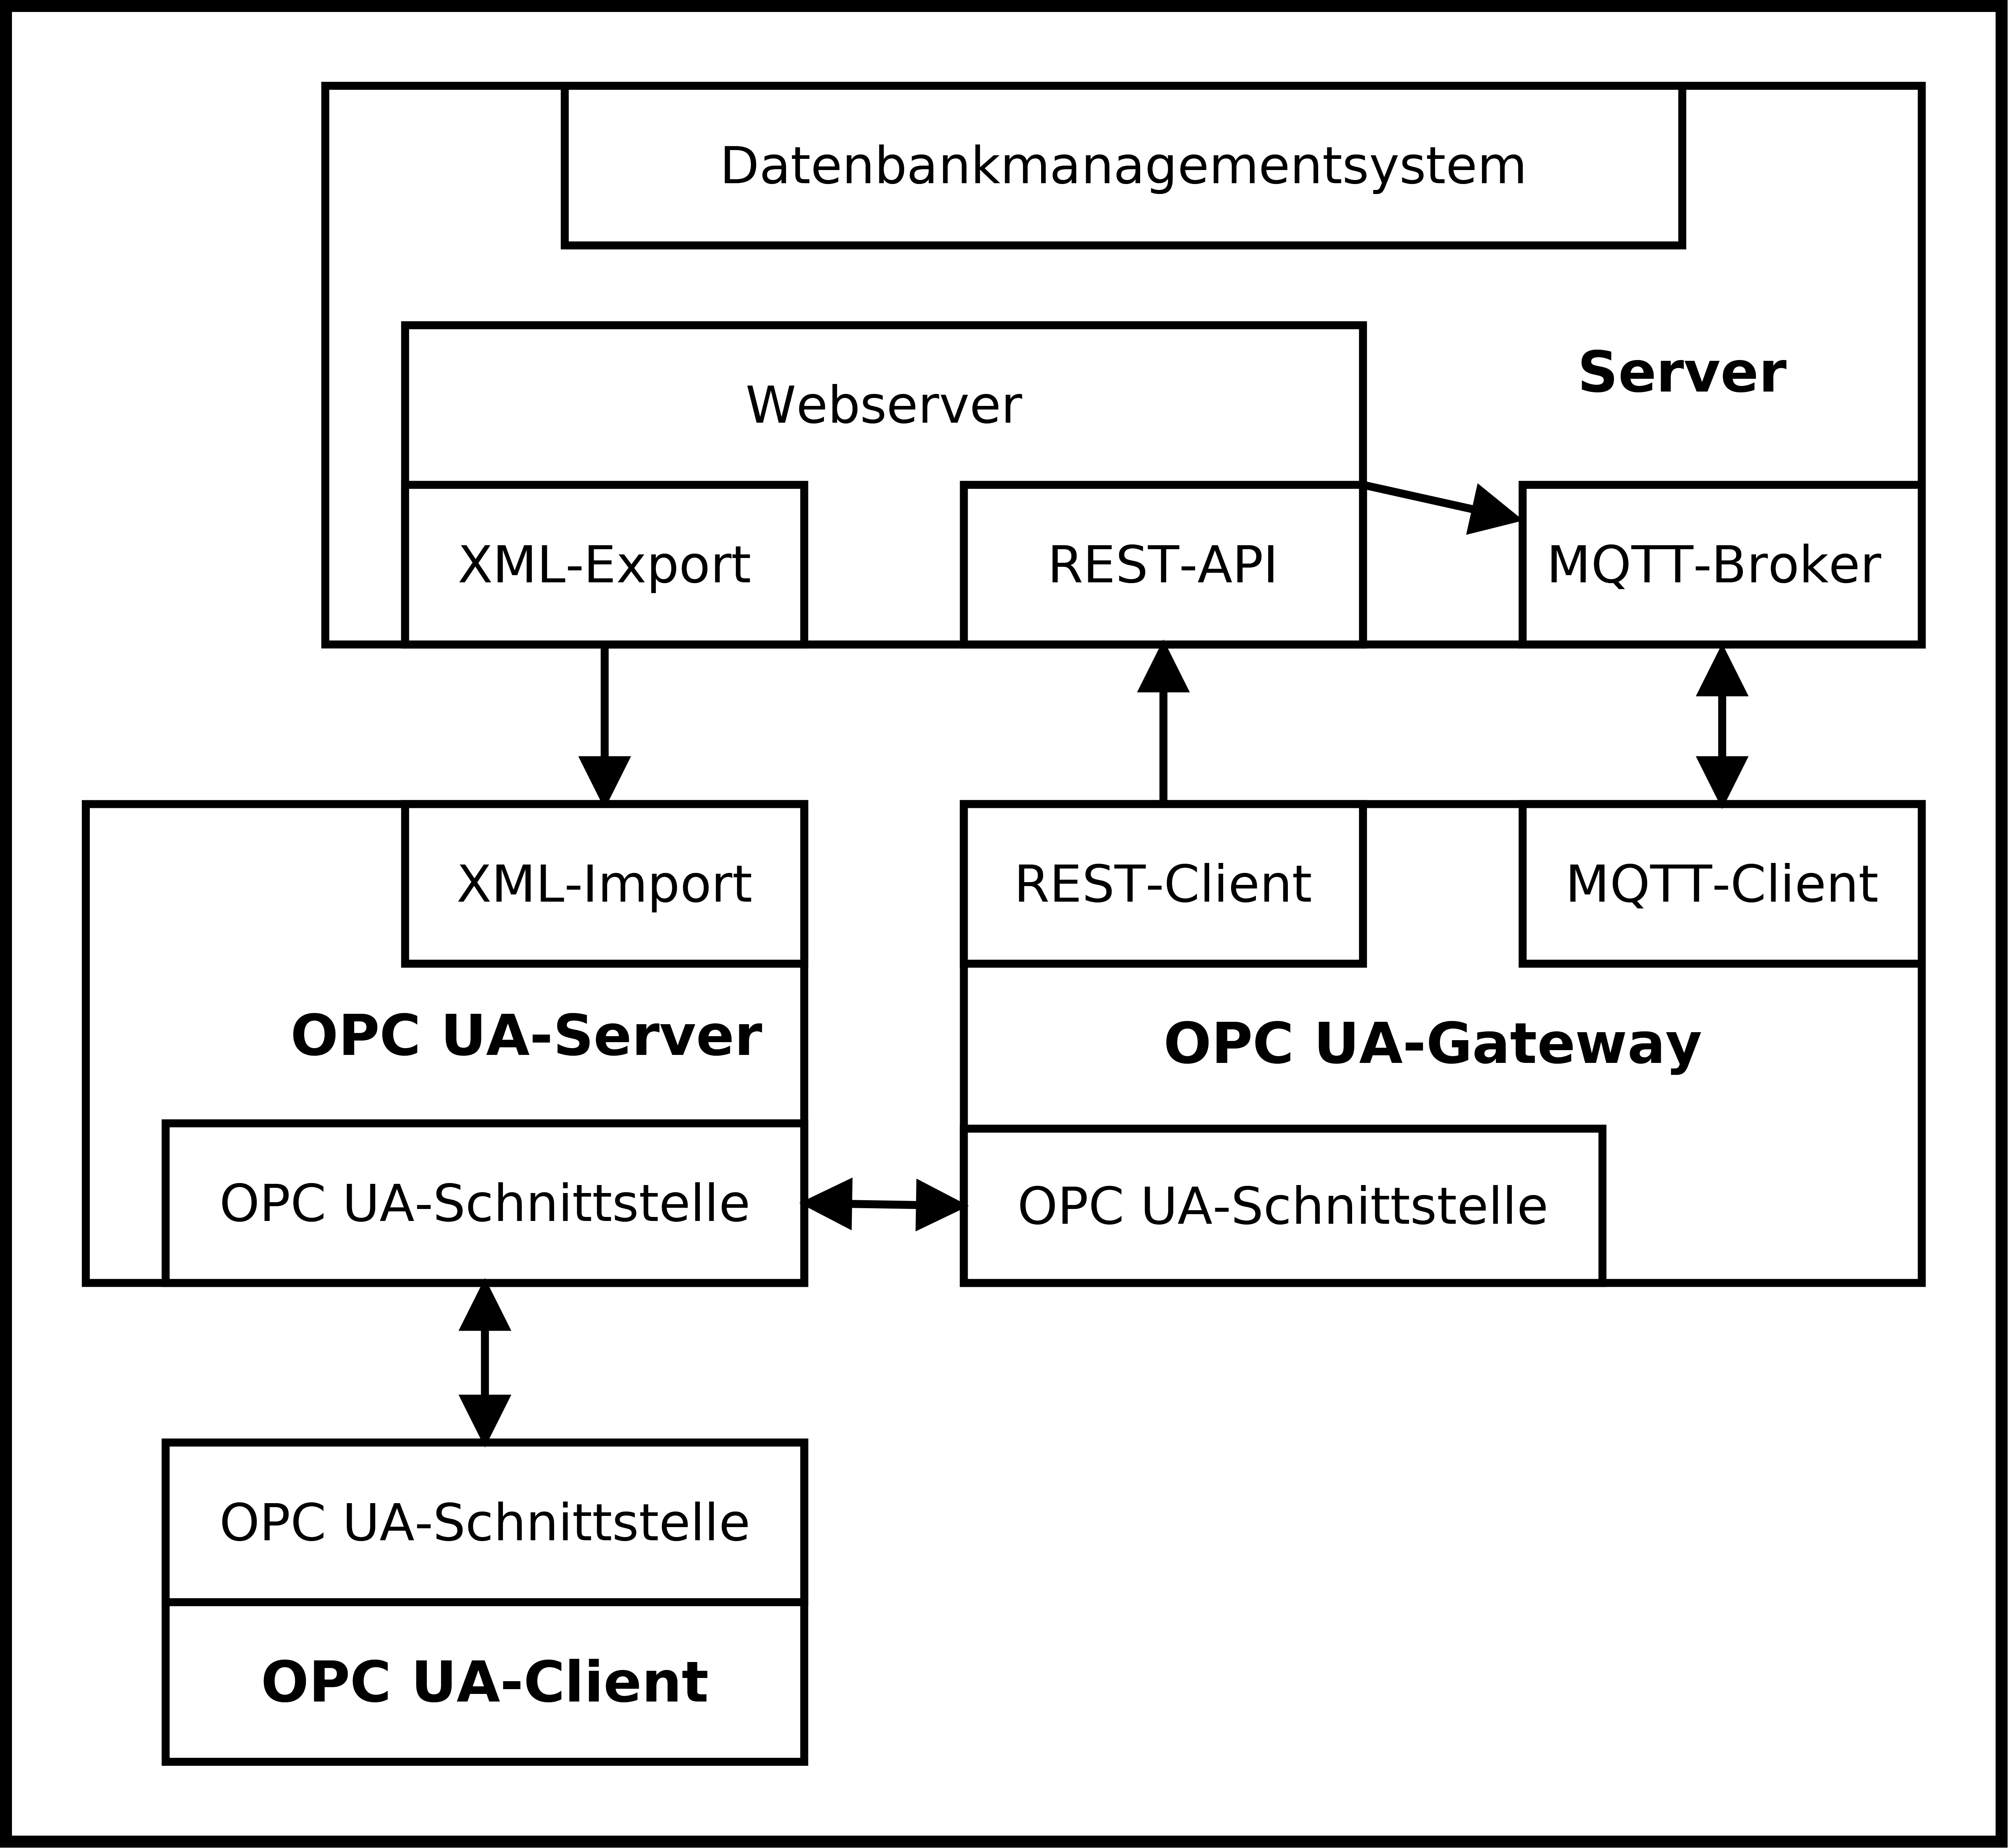 Datenbankmanagementsystem
Server
Webserver
XML-Export
REST-API
MQTT-Broker
XML-Import
REST-Client
MQTT-Client
OPC UA-Server
OPC UA-Gateway
OPC UA-Schnittstelle
OPC UA-Schnittstelle
OPC UA-Schnittstelle
OPC UA-Client